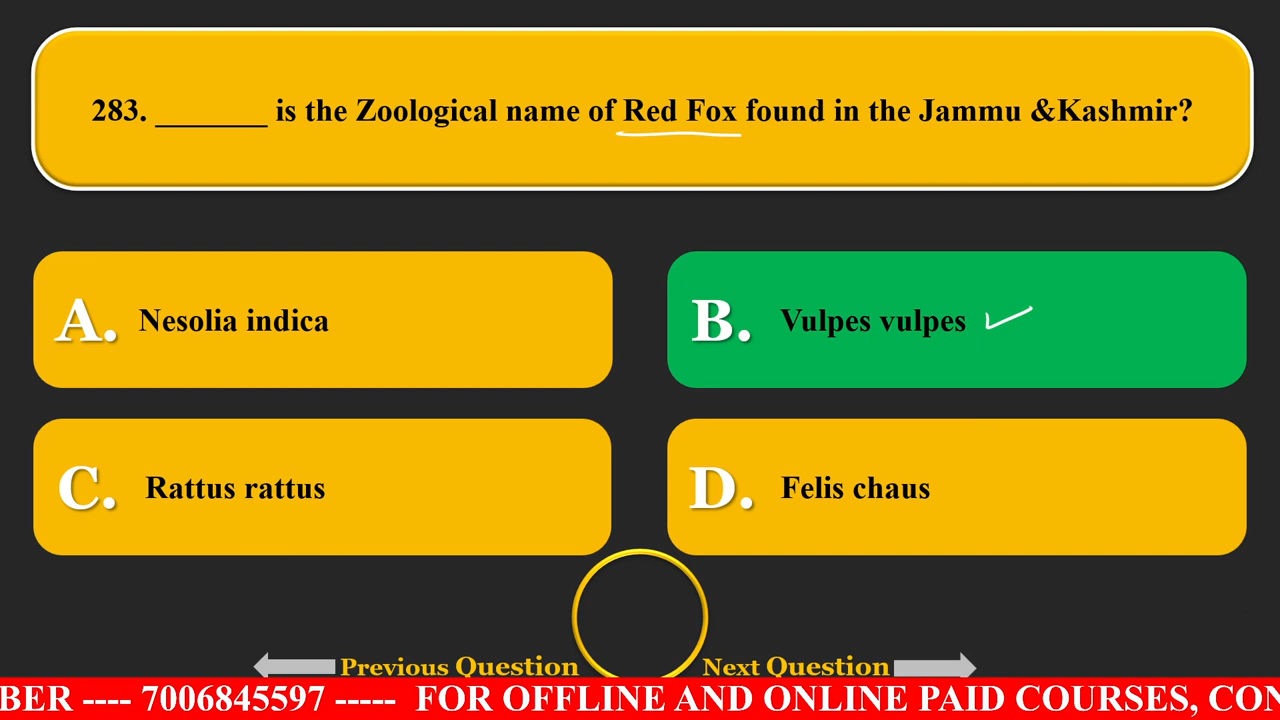 283. _______ is the Zoological name of Red Fox found in the Jammu &Kashmir?
A. Nesolia indica
B. Vulpes vulpes
C. Rattus rattus
D. Felis chaus
Previous Question
Next Question
BER ---- 7006845597 ----- FOR OFFLINE AND ONLINE PAID COURSES, CON